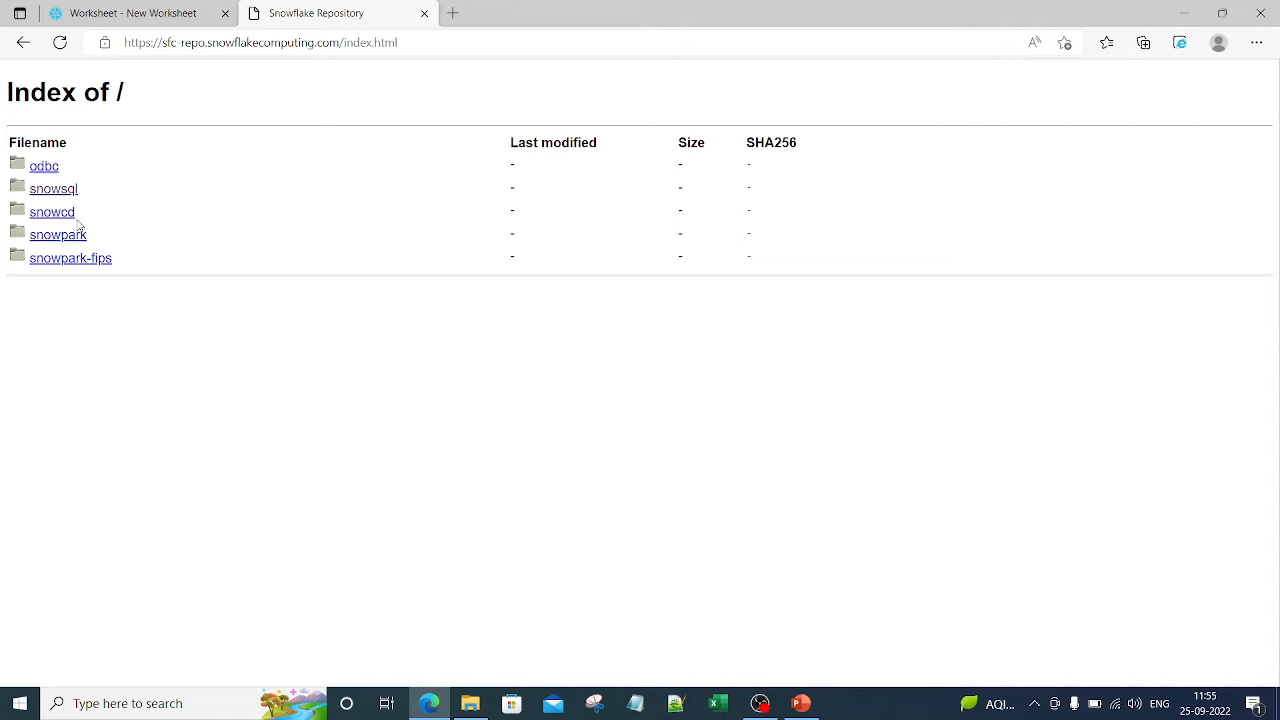 Worksheet - New Worksheet
Snowflake Repository
https://sfc-repo.snowflakecomputing.com/index.html
Index of /
Filename Last modified Size SHA256
odbc - - -
snowsql - - -
snowcd - - -
snowpark - - -
snowpark-fips - - -
Type here to search
AQI...
ENG
11:55
25-09-2022